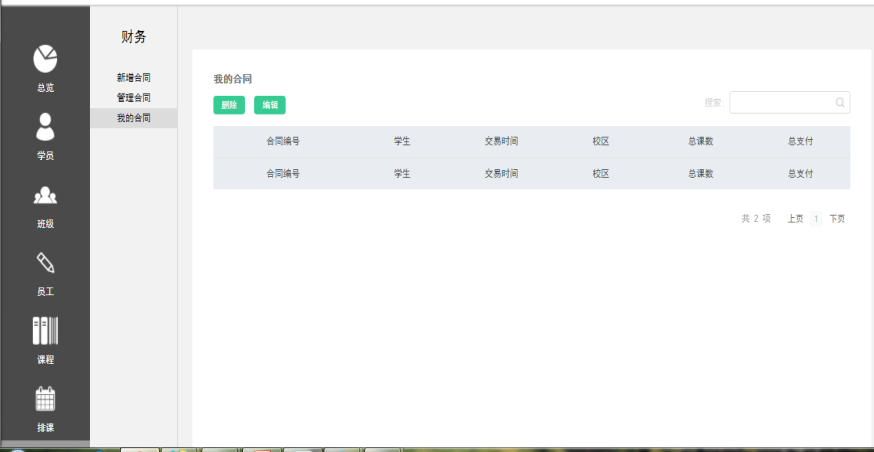 总览
学员
班级
员工
课程
排课
财务
新增合同
管理合同
我的合同
我的合同
删除 编辑
搜索:
合同编号 学生 交易时间 校区 总课数 总支付
合同编号 学生 交易时间 校区 总课数 总支付
共 2 项 上页 1 下页